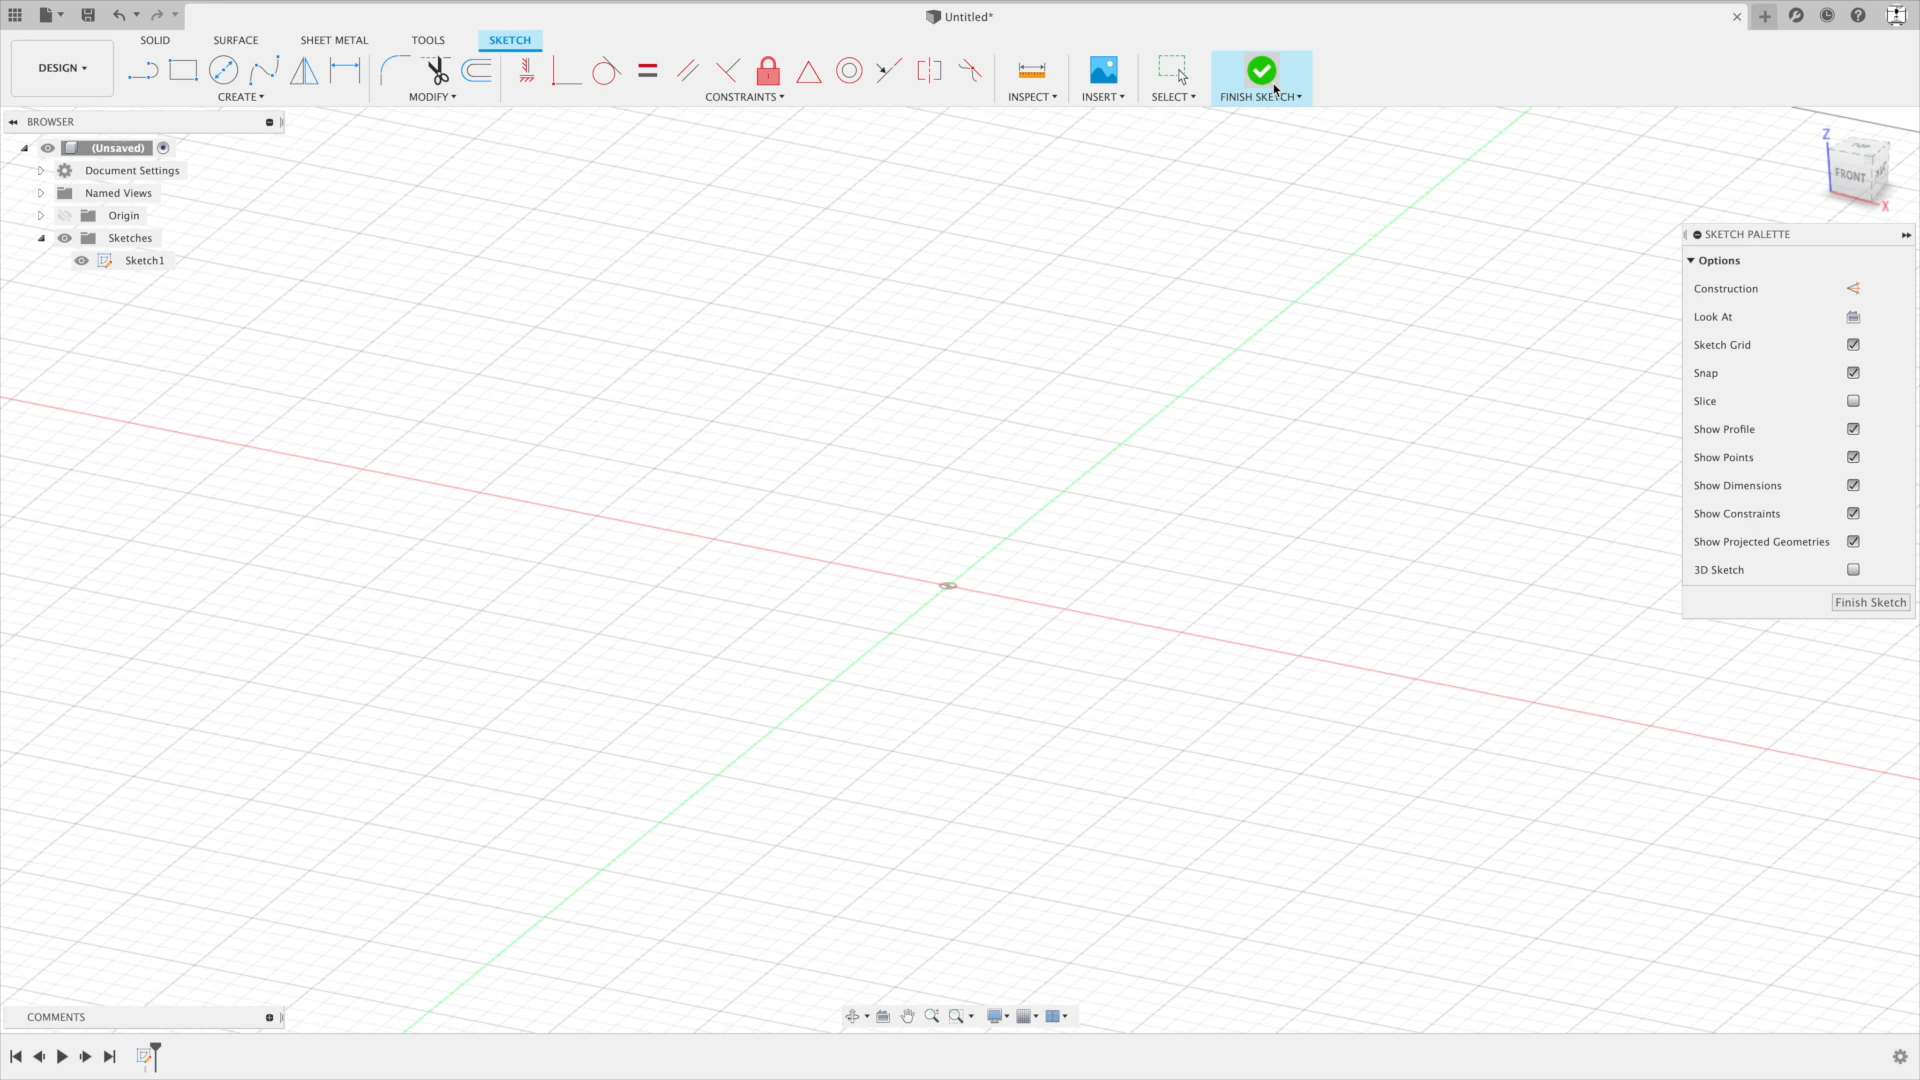 Untitled*
SOLID SURFACE SHEET METAL TOOLS SKETCH
DESIGN
CREATE MODIFY CONSTRAINTS INSPECT INSERT SELECT FINISH SKETCH
BROWSER
(Unsaved)
Document Settings
Named Views
Origin
Sketches
Sketch1
Z
TOP
FRONT
X
SKETCH PALETTE
Options
Construction
Look At
Sketch Grid
Snap
Slice
Show Profile
Show Points
Show Dimensions
Show Constraints
Show Projected Geometries
3D Sketch
Finish Sketch
COMMENTS